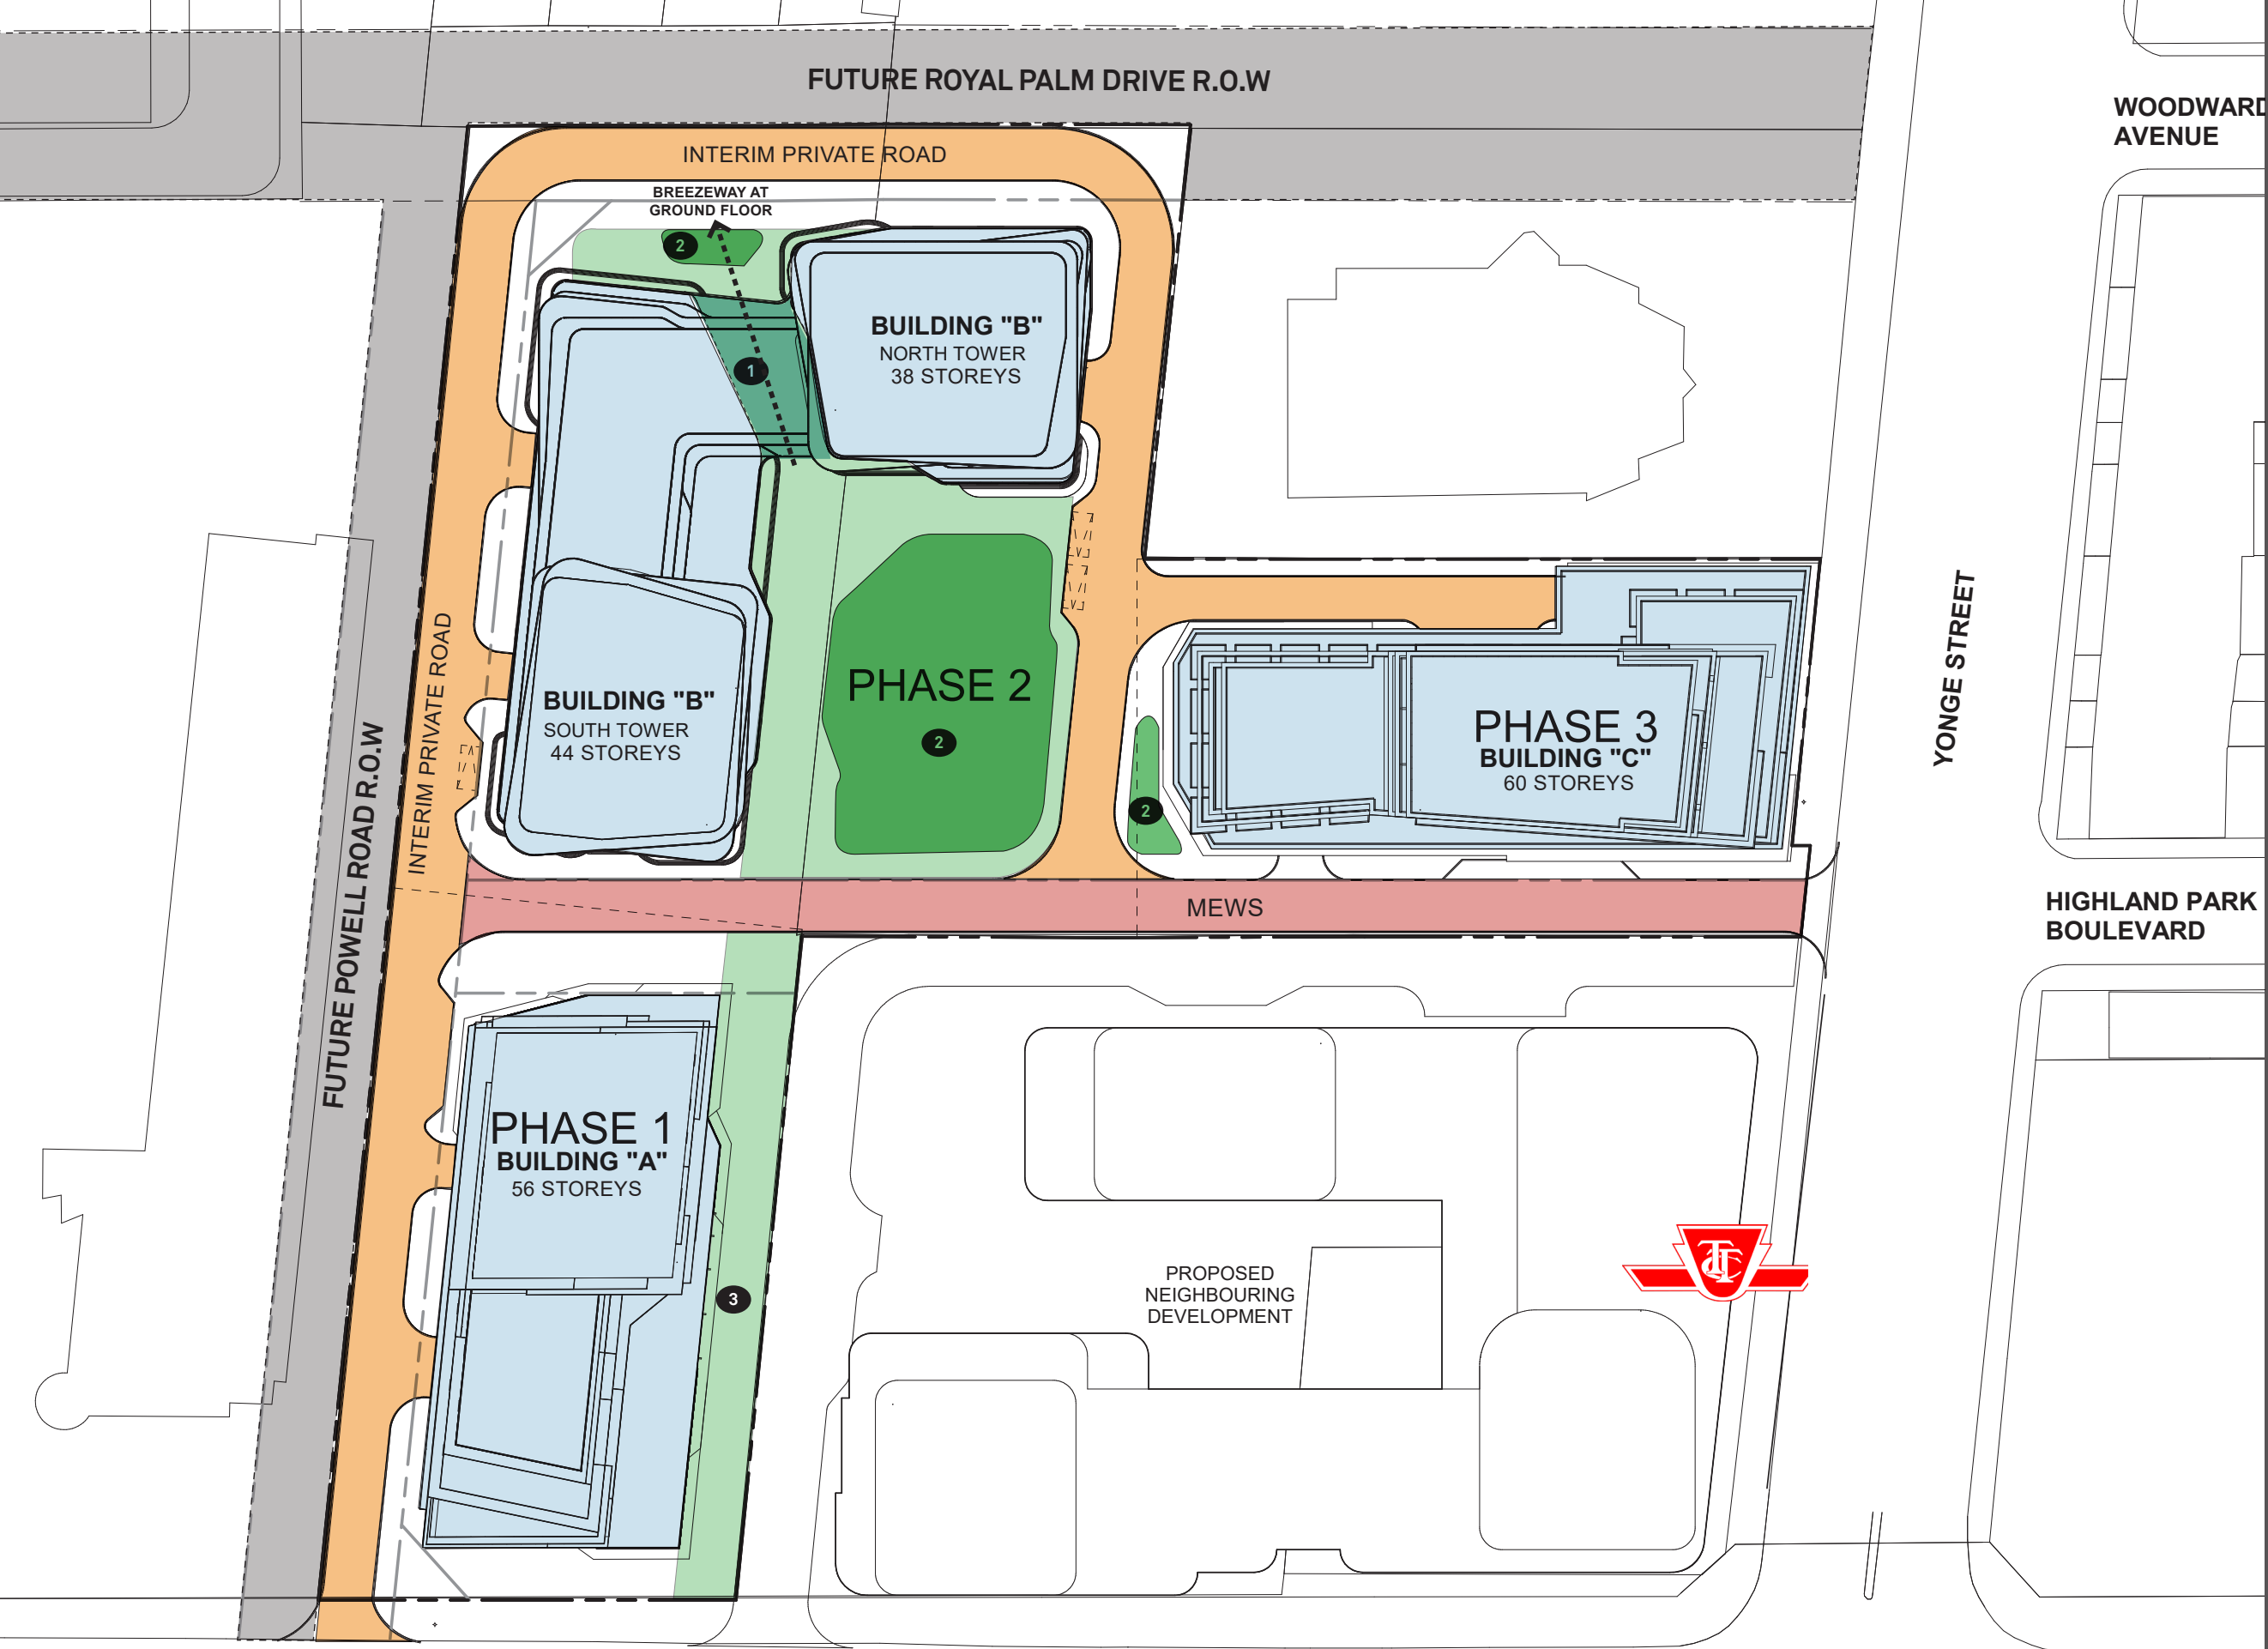 FUTURE ROYAL PALM DRIVE R.O.W
WOODWARD
AVENUE
INTERIM PRIVATE ROAD
BREEZEWAY AT
GROUND FLOOR
2
1
BUILDING "B"
NORTH TOWER
38 STOREYS
BUILDING "B"
SOUTH TOWER
44 STOREYS
PHASE 2
2
2
PHASE 3
BUILDING "C"
60 STOREYS
YONGE STREET
INTERIM PRIVATE ROAD
FUTURE POWELL ROAD R.O.W
MEWS
HIGHLAND PARK
BOULEVARD
PHASE 1
BUILDING "A"
56 STOREYS
3
PROPOSED
NEIGHBOURING
DEVELOPMENT
TTC